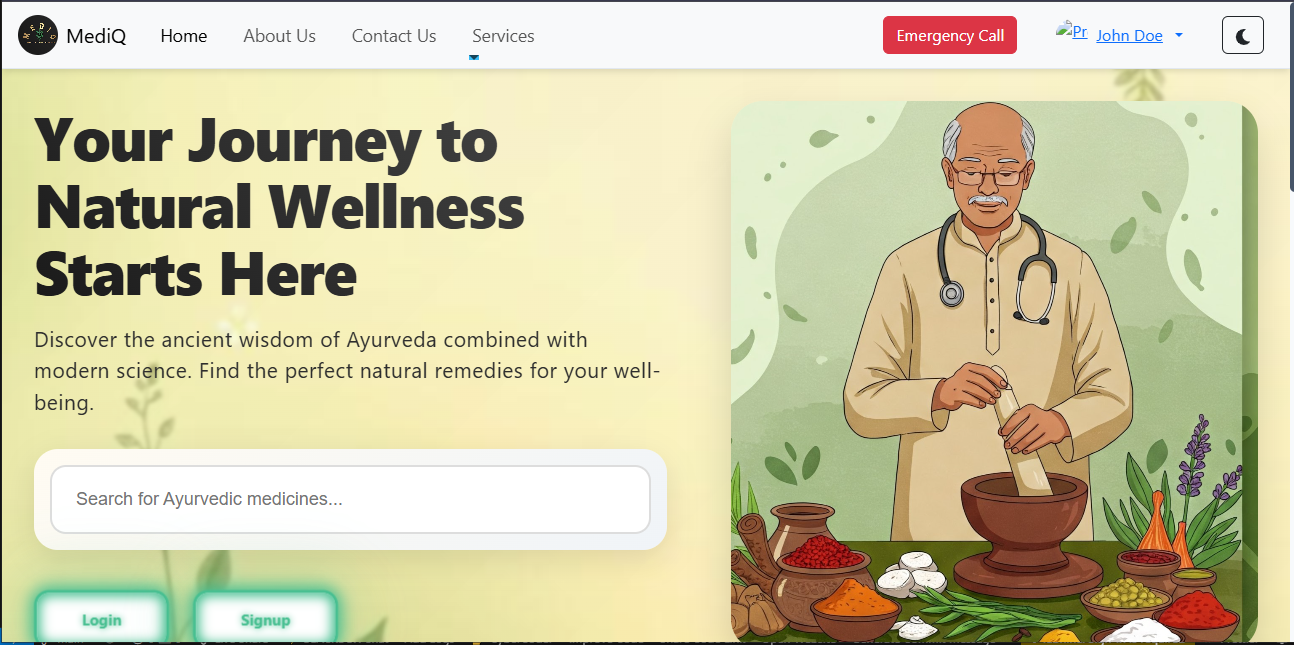 MediQ
Home
About Us
Contact Us
Services
Emergency Call
Pr
John Doe
Your Journey to
Natural Wellness
Starts Here
Discover the ancient wisdom of Ayurveda combined with
modern science. Find the perfect natural remedies for your well-
being.
Search for Ayurvedic medicines...
Login
Signup